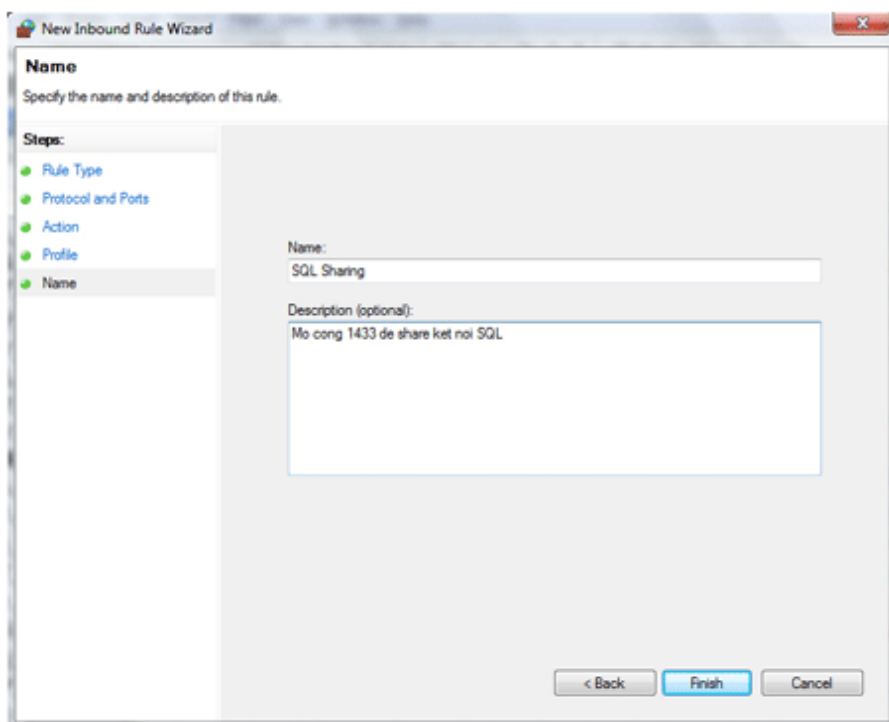 New Inbound Rule Wizard
Name
Specify the name and description of this rule.
Steps:
Rule Type
Protocol and Ports
Action
Profile
Name
Name:
SQL Sharing
Description (optional):
Mo cong 1433 de share ket noi SQL
< Back
Finish
Cancel